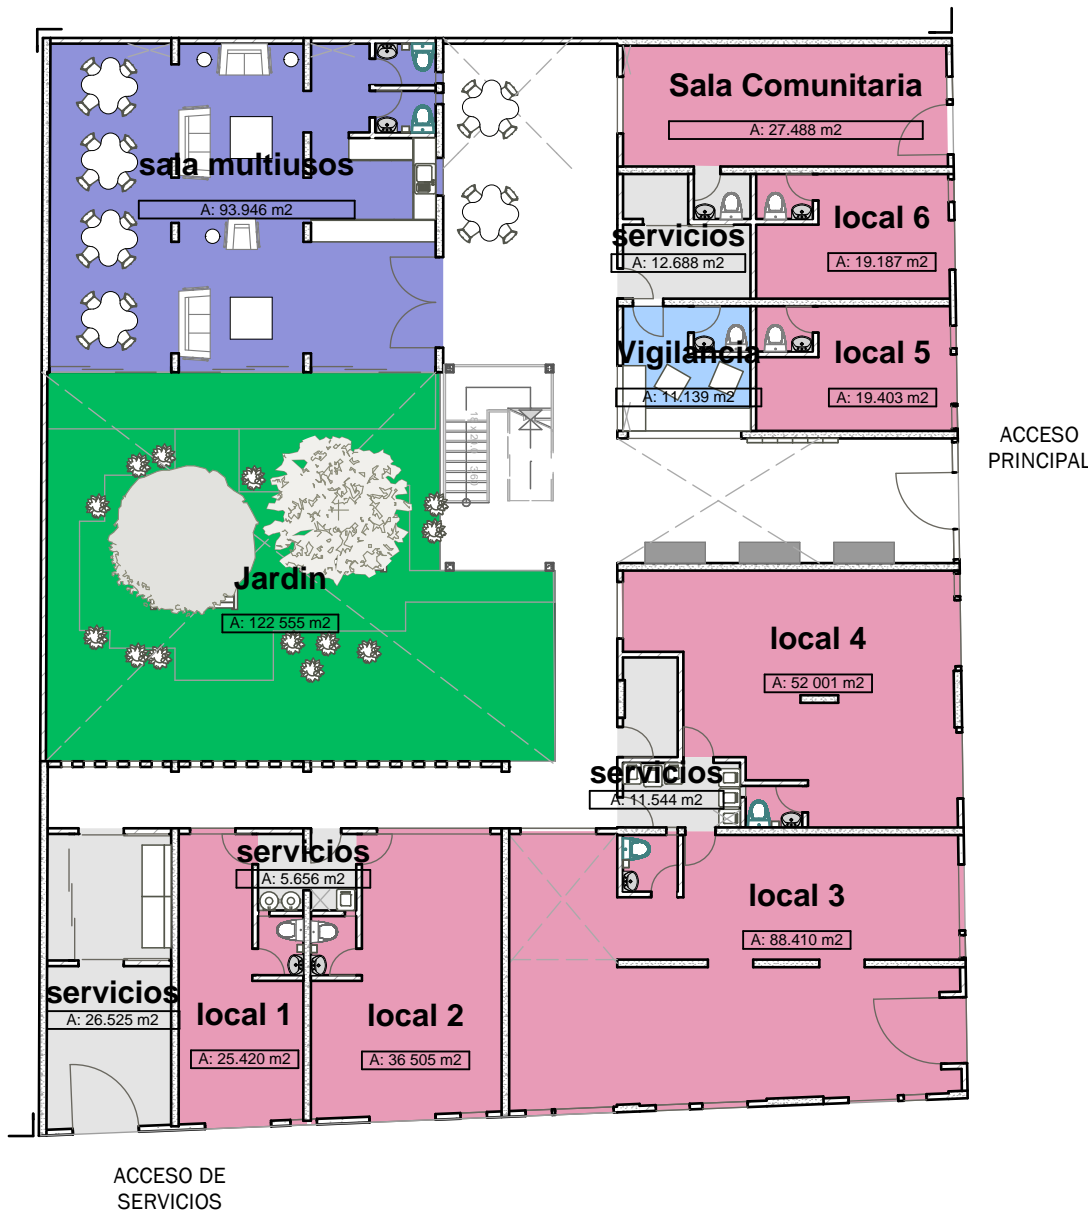 Sala Comunitaria
A: 27.488 m2
sala multiusos
A: 93.946 m2
local 6
A: 19.187 m2
servicios
A: 12.688 m2
Vigilancia
A: 11.139 m2
local 5
A: 19.403 m2
ACCESO
PRINCIPAL
Jardin
A: 122 555 m2
local 4
A: 52 001 m2
servicios
A: 11.544 m2
servicios
A: 5.656 m2
local 3
A: 88.410 m2
servicios
A: 26.525 m2
local 1
A: 25.420 m2
local 2
A: 36 505 m2
ACCESO DE
SERVICIOS